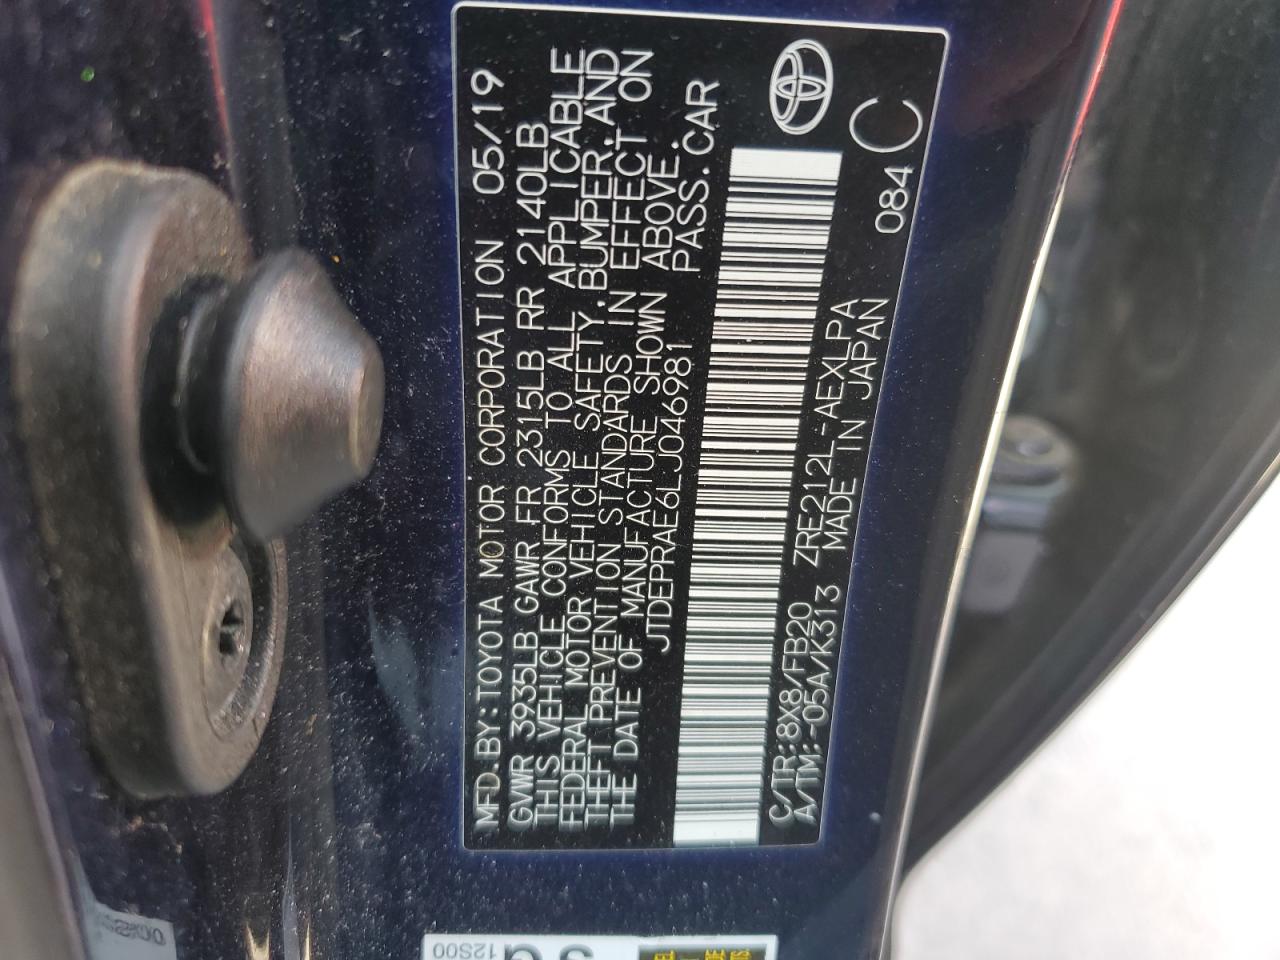 MFD.BY:TOYOTA MOTOR CORPORATION 05/19
GVWR 3935LB GAWR FR 2315LB RR 2140LB
THIS VEHICLE CONFORMS TO ALL APPLICABLE
FEDERAL MOTOR VEHICLE SAFETY,BUMPER,AND
THEFT PREVENTION STANDARDS IN EFFECT ON
THE DATE OF MANUFACTURE SHOWN ABOVE.
JTDEPRAE6LJ046981 PASS.CAR
C/TR:8X8/FB20 ZRE212L-AEXLPA 084
A/TM:-05A/K313 MADE IN JAPAN C
12S00